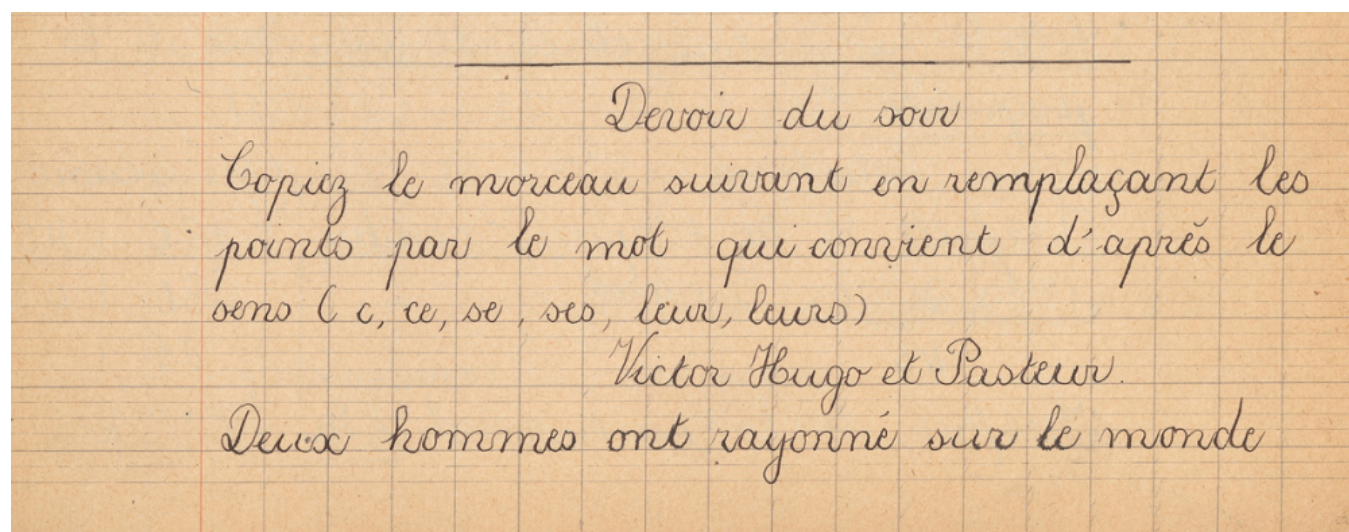 Devoir du soir
Copiez le morceau suivant en remplaçant les
points par le mot qui convient d'après le
sens ( c, ce, se, ses, leur, leurs)
Victor Hugo et Pasteur.
Deux hommes ont rayonné sur le monde